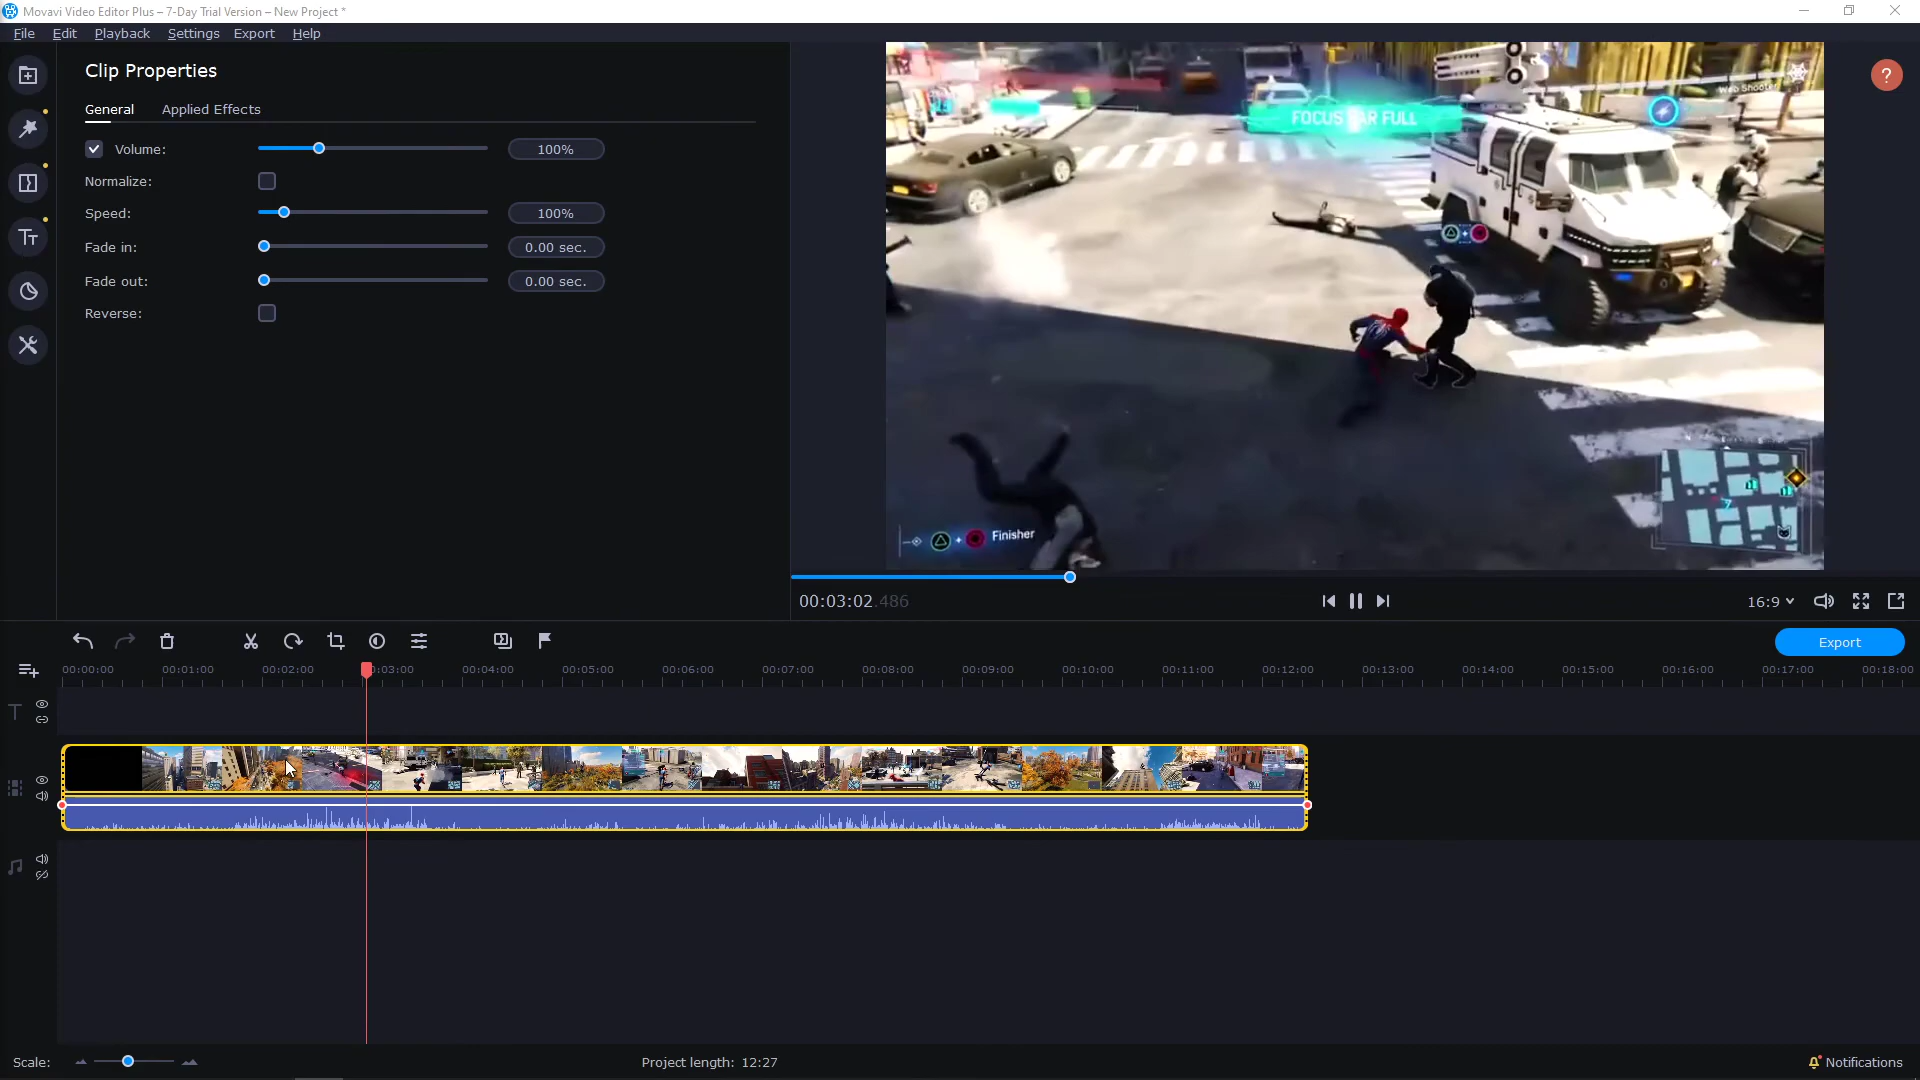 Movavi Video Editor Plus – 7-Day Trial Version – New Project *
File Edit Playback Settings Export Help
Clip Properties
General Applied Effects
Volume: 100%
Normalize:
Speed: 100%
Fade in: 0.00 sec.
Fade out: 0.00 sec.
Reverse:
Web Shooter
FOCUS BAR FULL
Finisher
?
00:03:02.486
16:9
Export
00:00:00 00:01:00 00:02:00 00:03:00 00:04:00 00:05:00 00:06:00 00:07:00 00:08:00 00:09:00 00:10:00 00:11:00 00:12:00 00:13:00 00:14:00 00:15:00 00:16:00 00:17:00 00:18:00
Scale:
Project length: 12:27
Notifications